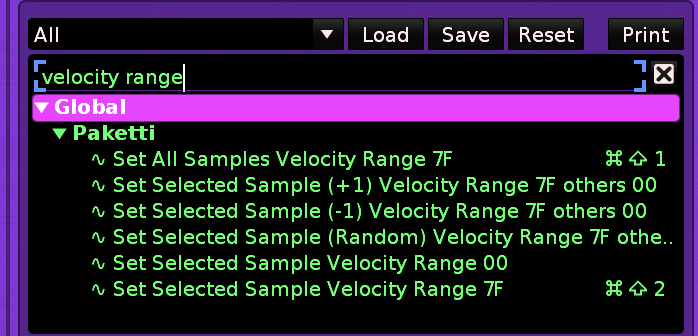 All Load Save Reset Print
velocity range
Global
Paketti
Set All Samples Velocity Range 7F ⌘⇧ 1
Set Selected Sample (+1) Velocity Range 7F others 00
Set Selected Sample (-1) Velocity Range 7F others 00
Set Selected Sample (Random) Velocity Range 7F othe..
Set Selected Sample Velocity Range 00
Set Selected Sample Velocity Range 7F ⌘⇧ 2